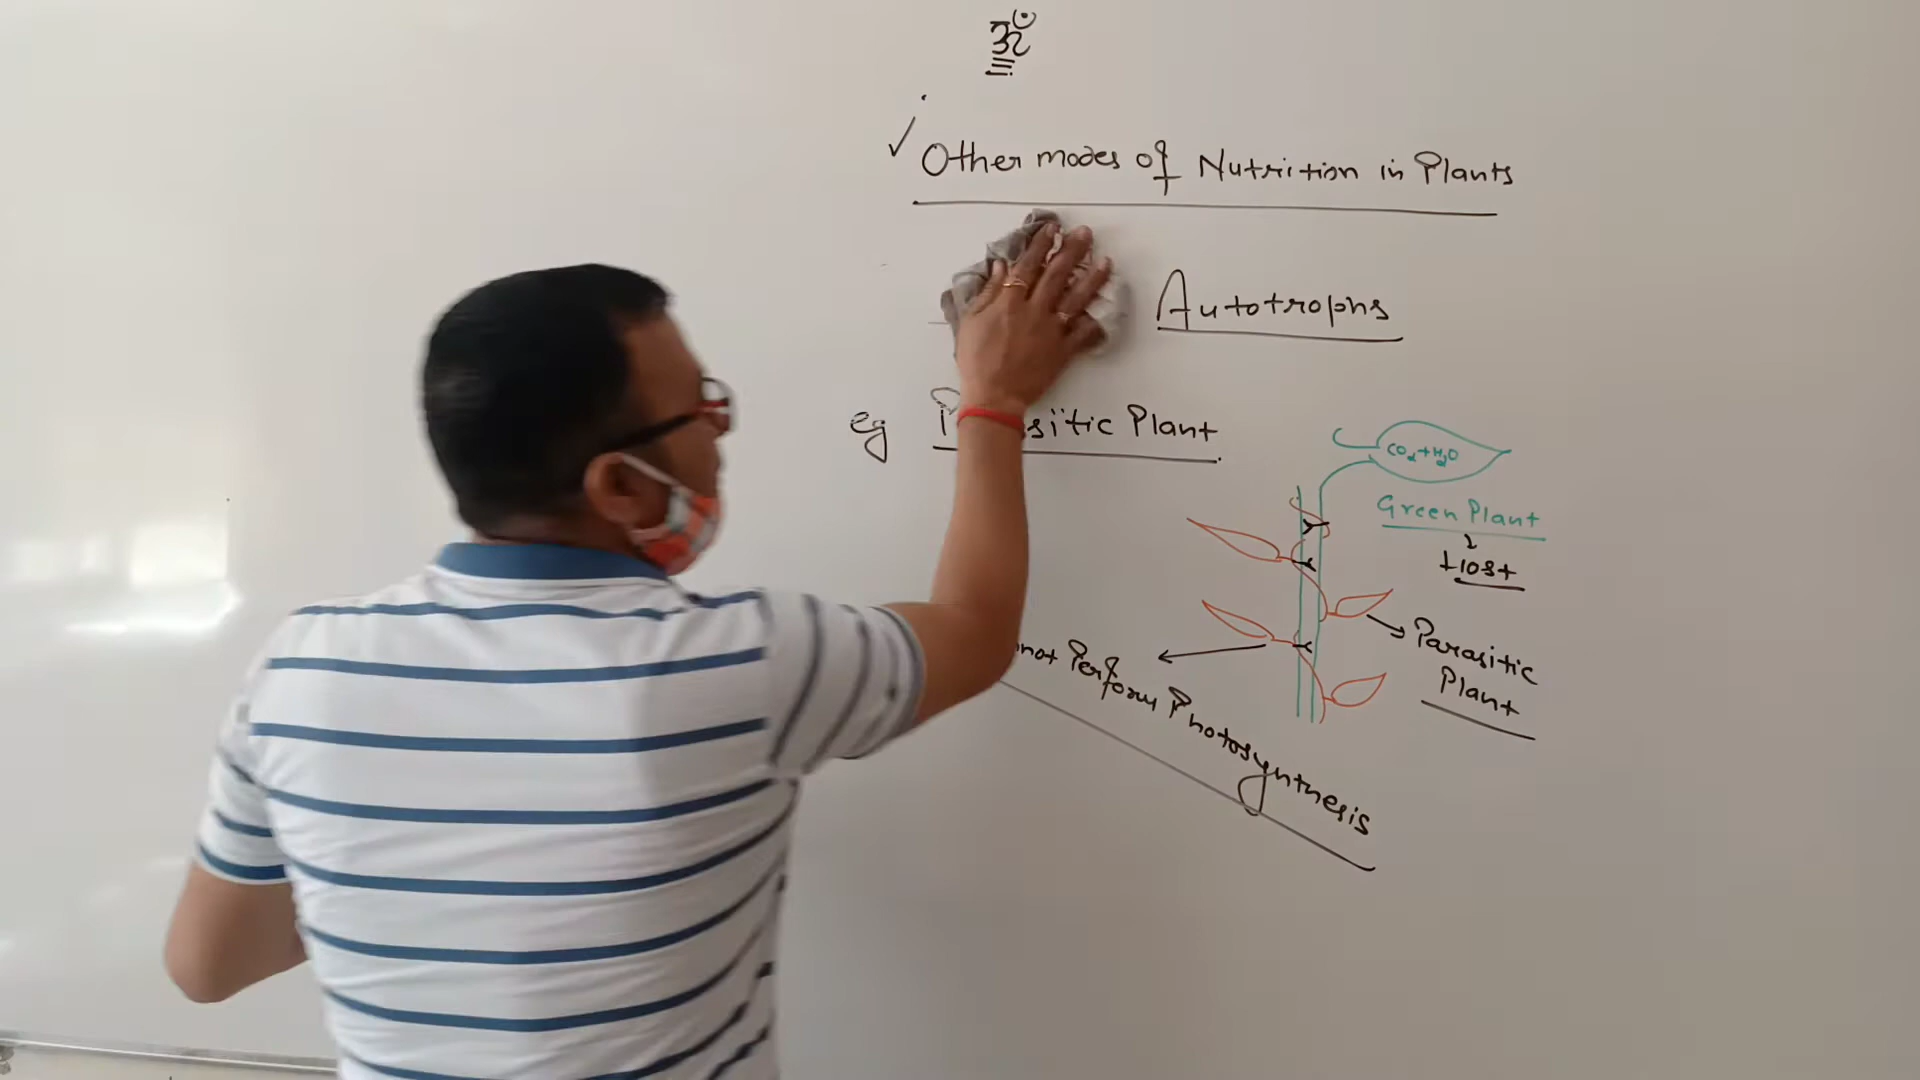 ॐ
Other modes of Nutrition in Plants
Autotrophs
eg sitic Plant
CO2+H2O
Green Plant
Host
Parasitic
Plant
not Perform Photosynthesis